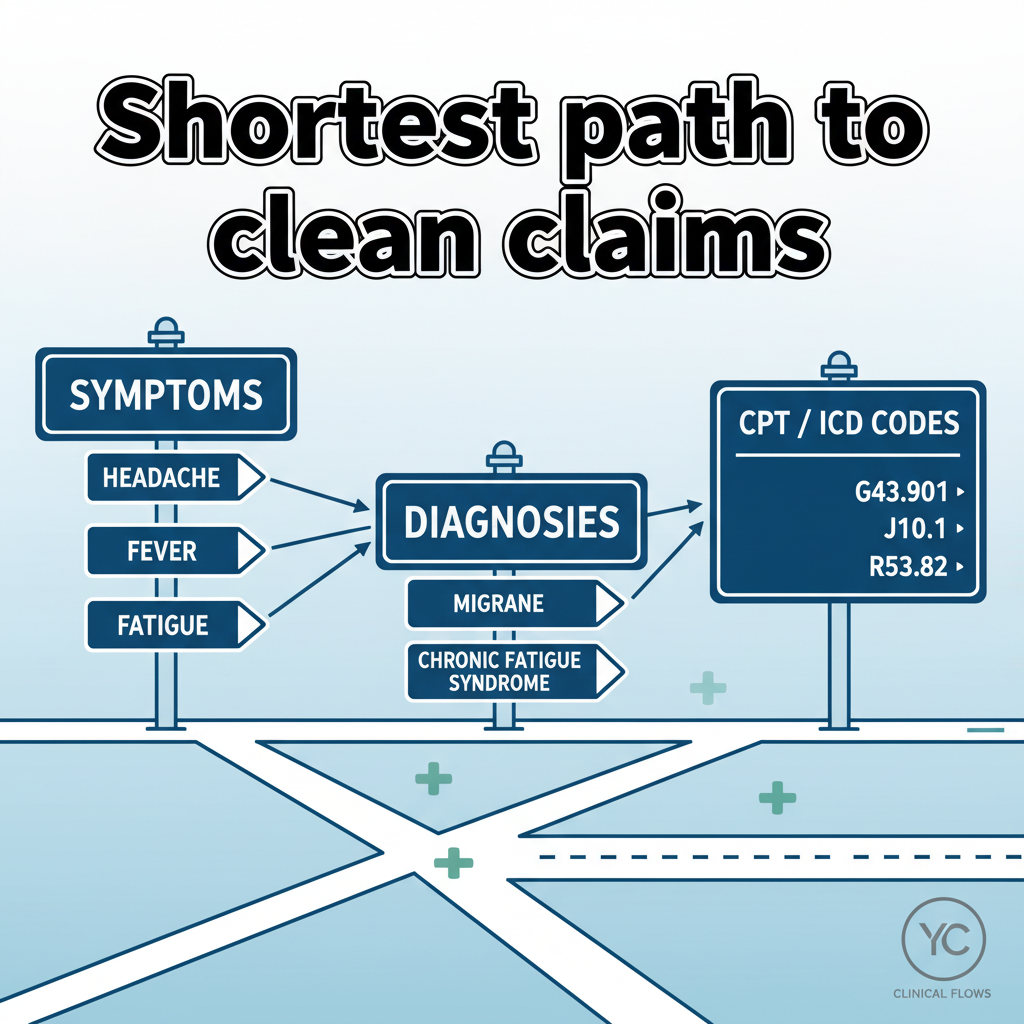 Shortest path to
clean claims
SYMPTOMS
HEADACHE
FEVER
FATIGUE
DIAGNOSIES
MIGRANE
CHRONIC FATIGUE
SYNDROME
CPT / ICD CODES
G43.901
J10.1
R53.82
YC
CLINICAL FLOWS